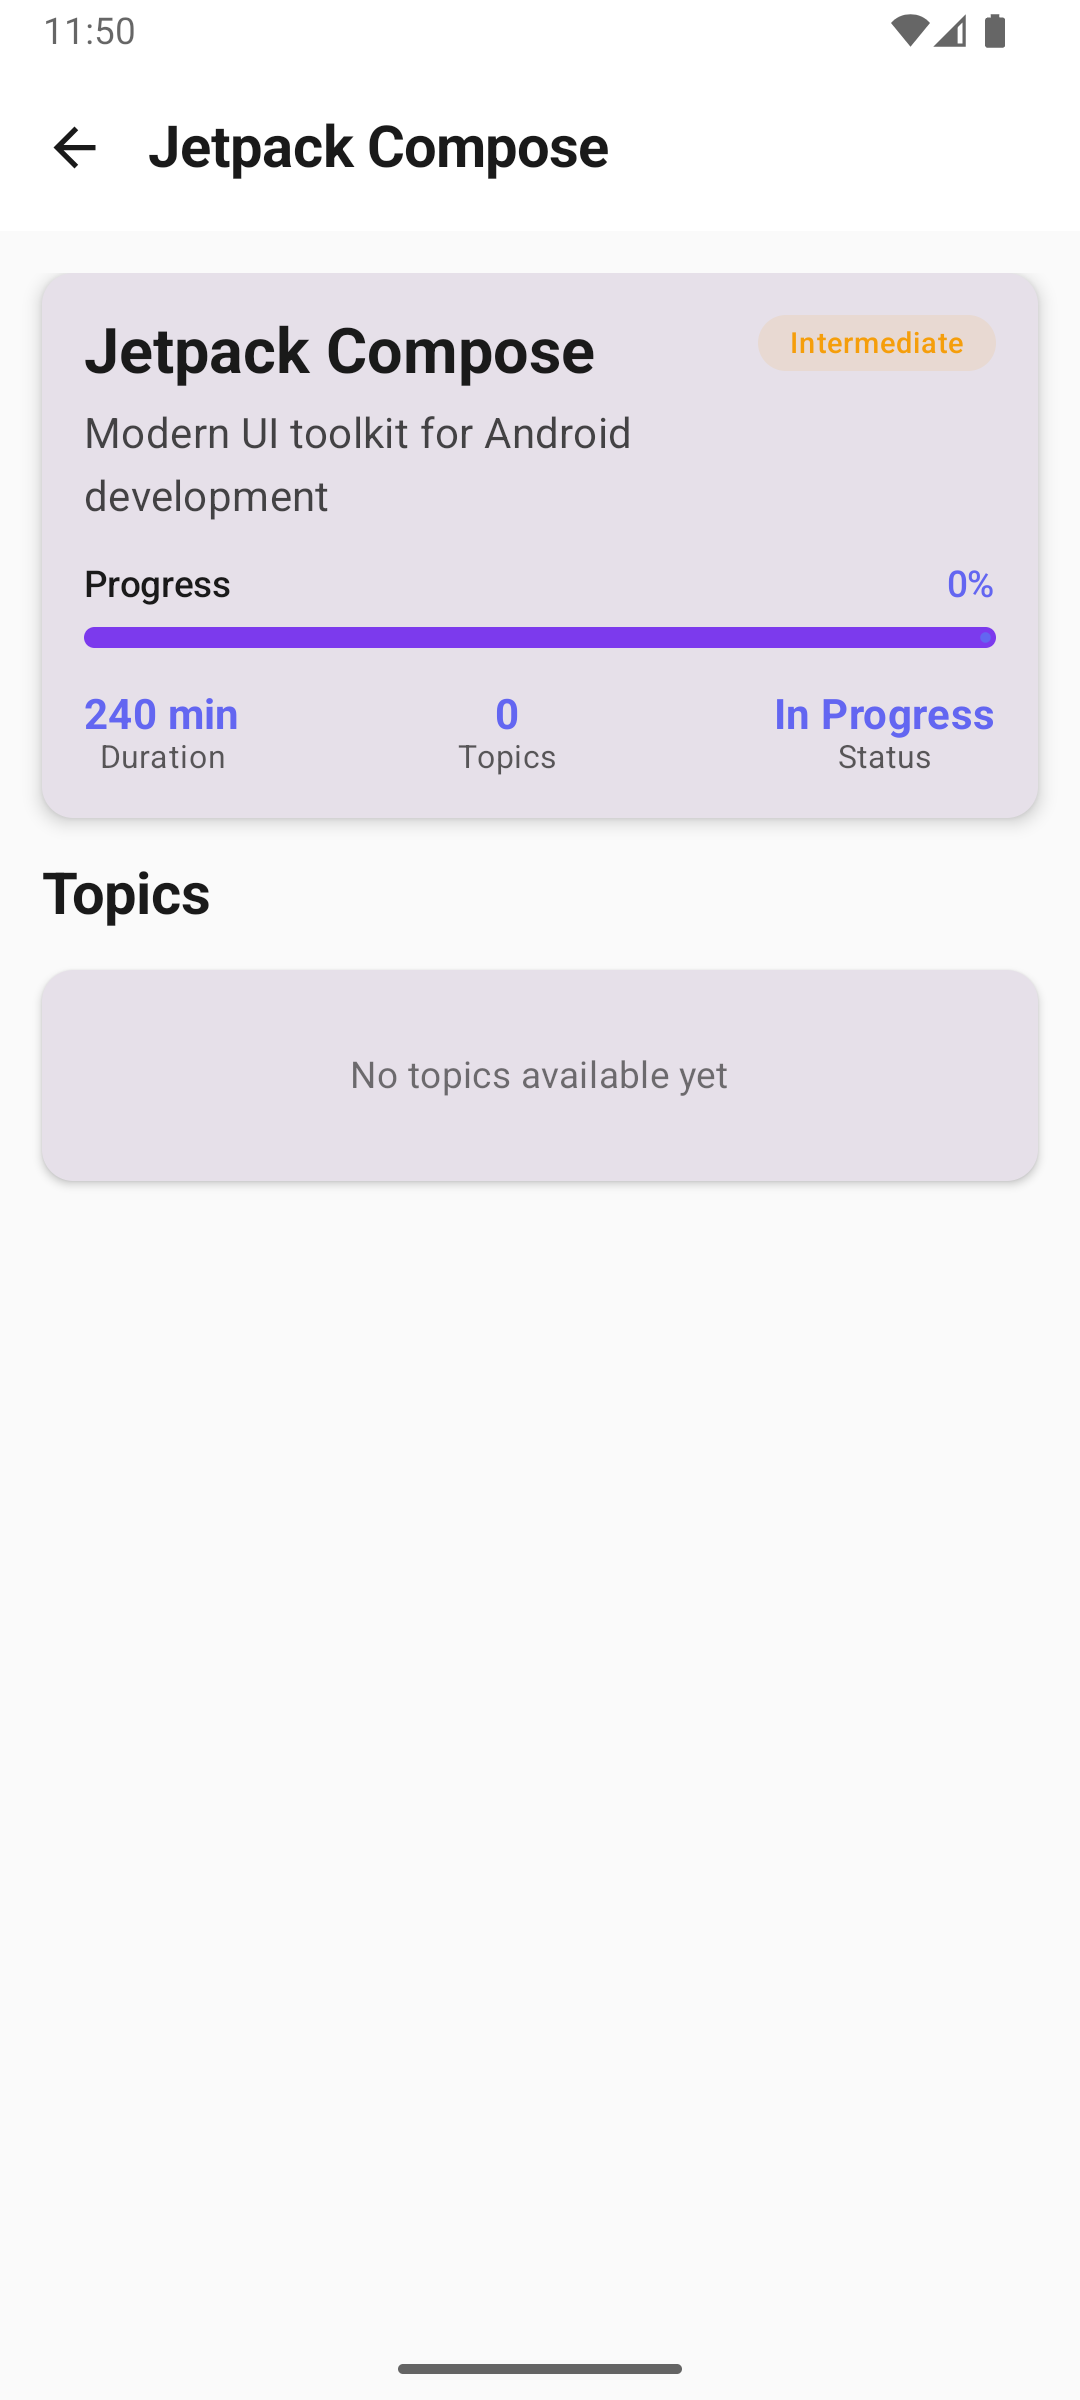 11:50
Jetpack Compose
Jetpack Compose
Intermediate
Modern UI toolkit for Android
development
Progress
0%
240 min
0
In Progress
Duration
Topics
Status
Topics
No topics available yet